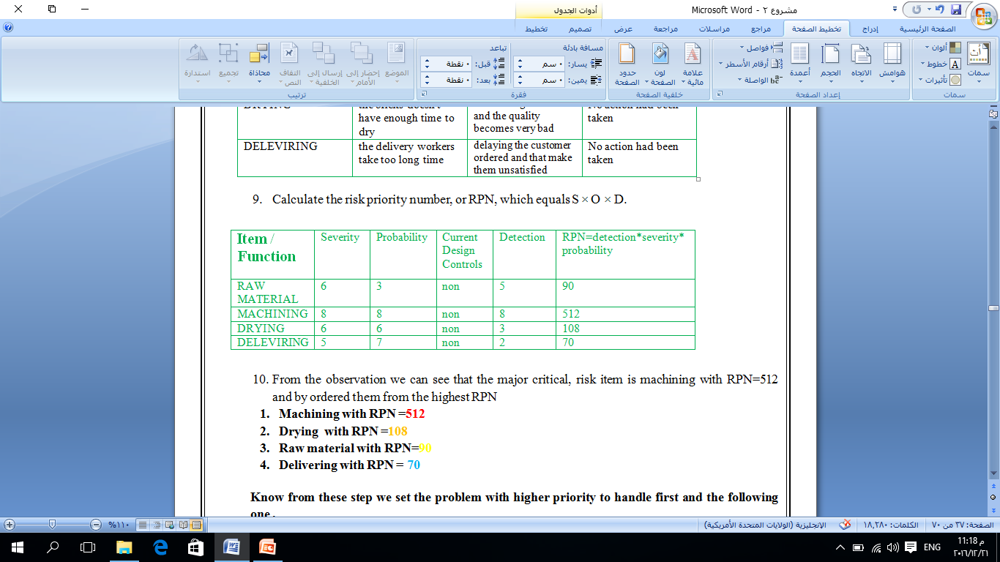 مشروع ٢ - Microsoft Word
أدوات الجدول
الصفحة الرئيسية
إدراج
تخطيط الصفحة
مراجع
مراسلات
مراجعة
عرض
تصميم
تخطيط
سمات
ألوان
خطوط
تأثيرات
سمات
هوامش
الاتجاه
الحجم
أعمدة
فواصل
أرقام الأسطر
الواصلة
إعداد الصفحة
علامة مائية
لون الصفحة
حدود الصفحة
خلفية الصفحة
مسافة بادئة
يسار: ٠ سم
يمين: ٠ سم
تباعد
قبل: ٠ نقطة
بعد: ٠ نقطة
فقرة
الموضع
إحضار إلى الأمام
إرسال إلى الخلفية
التفاف النص
محاذاة
تجميع
استدارة
ترتيب
DRYING
the bricks doesn't
have enough time to
dry
and the quality
becomes very bad
No action had been
taken
DELEVIRING
the delivery workers
take too long time
delaying the customer
ordered and that make
them unsatisfied
No action had been
taken
9. Calculate the risk priority number, or RPN, which equals S × O × D.
Item / Function
Severity
Probability
Current Design Controls
Detection
RPN=detection*severity* probability
RAW MATERIAL 6 3 non 5 90
MACHINING 8 8 non 8 512
DRYING 6 6 non 3 108
DELEVIRING 5 7 non 2 70
10. From the observation we can see that the major critical, risk item is machining with RPN=512
and by ordered them from the highest RPN
1. Machining with RPN =512
2. Drying with RPN =108
3. Raw material with RPN=90
4. Delivering with RPN = 70
Know from these step we set the problem with higher priority to handle first and the following
one .
الصفحة: ٣٧ من ٧٠
الكلمات: ١٨,٢٨٠
الإنجليزية (الولايات المتحدة الأمريكية)
%١١٠
ENG
11:18 م
٢٠١٦/١٢/٢١